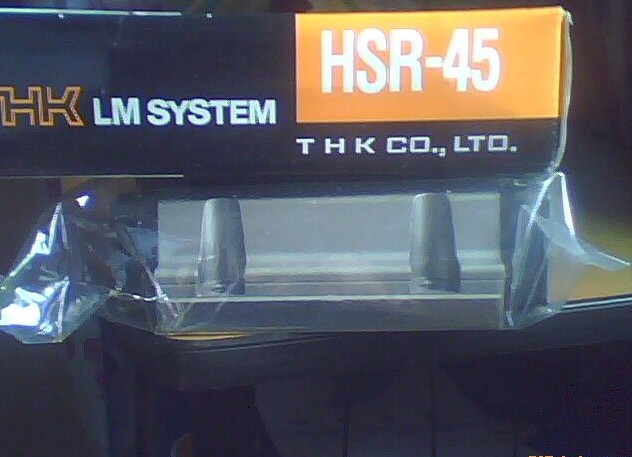 HSR-45
THK LM SYSTEM
THK CO., LTD.